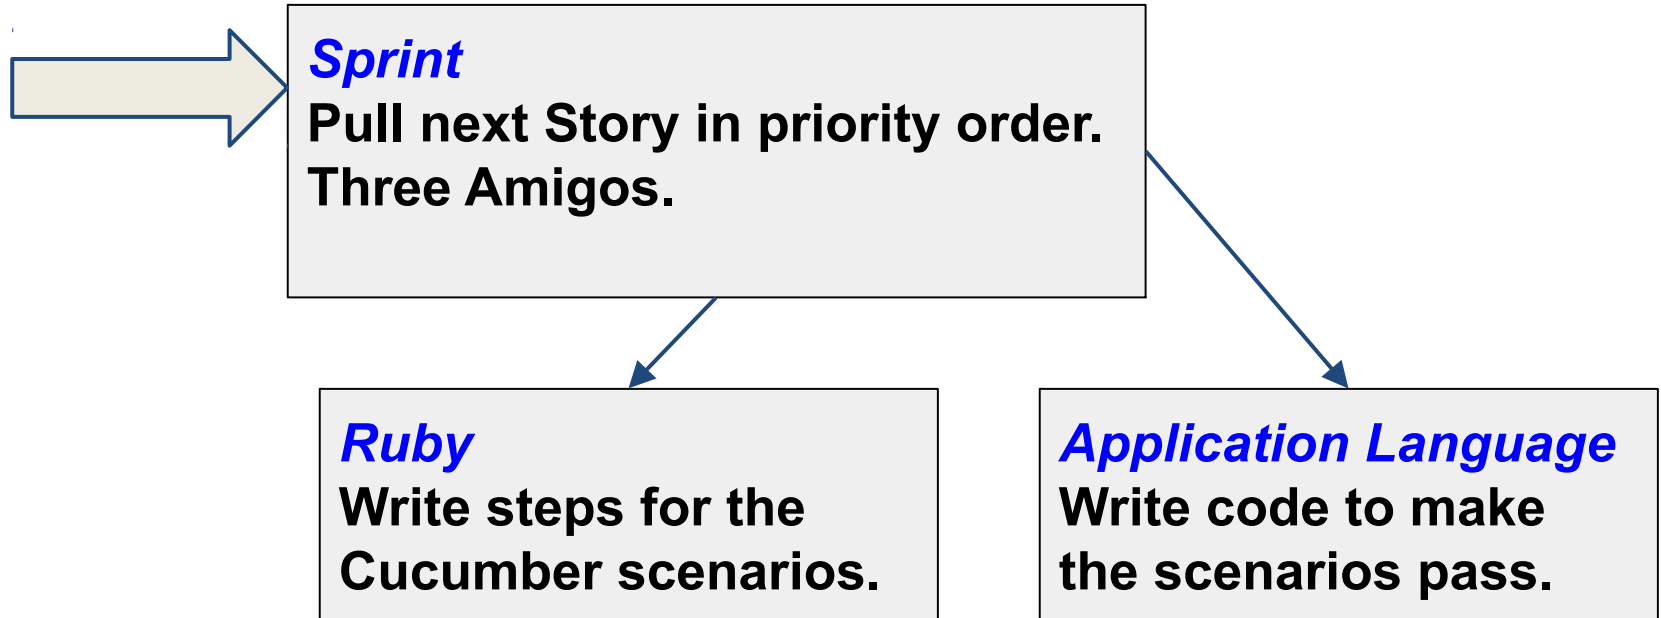 Sprint
Pull next Story in priority order.
Three Amigos.
Ruby
Write steps for the
Cucumber scenarios.
Application Language
Write code to make
the scenarios pass.